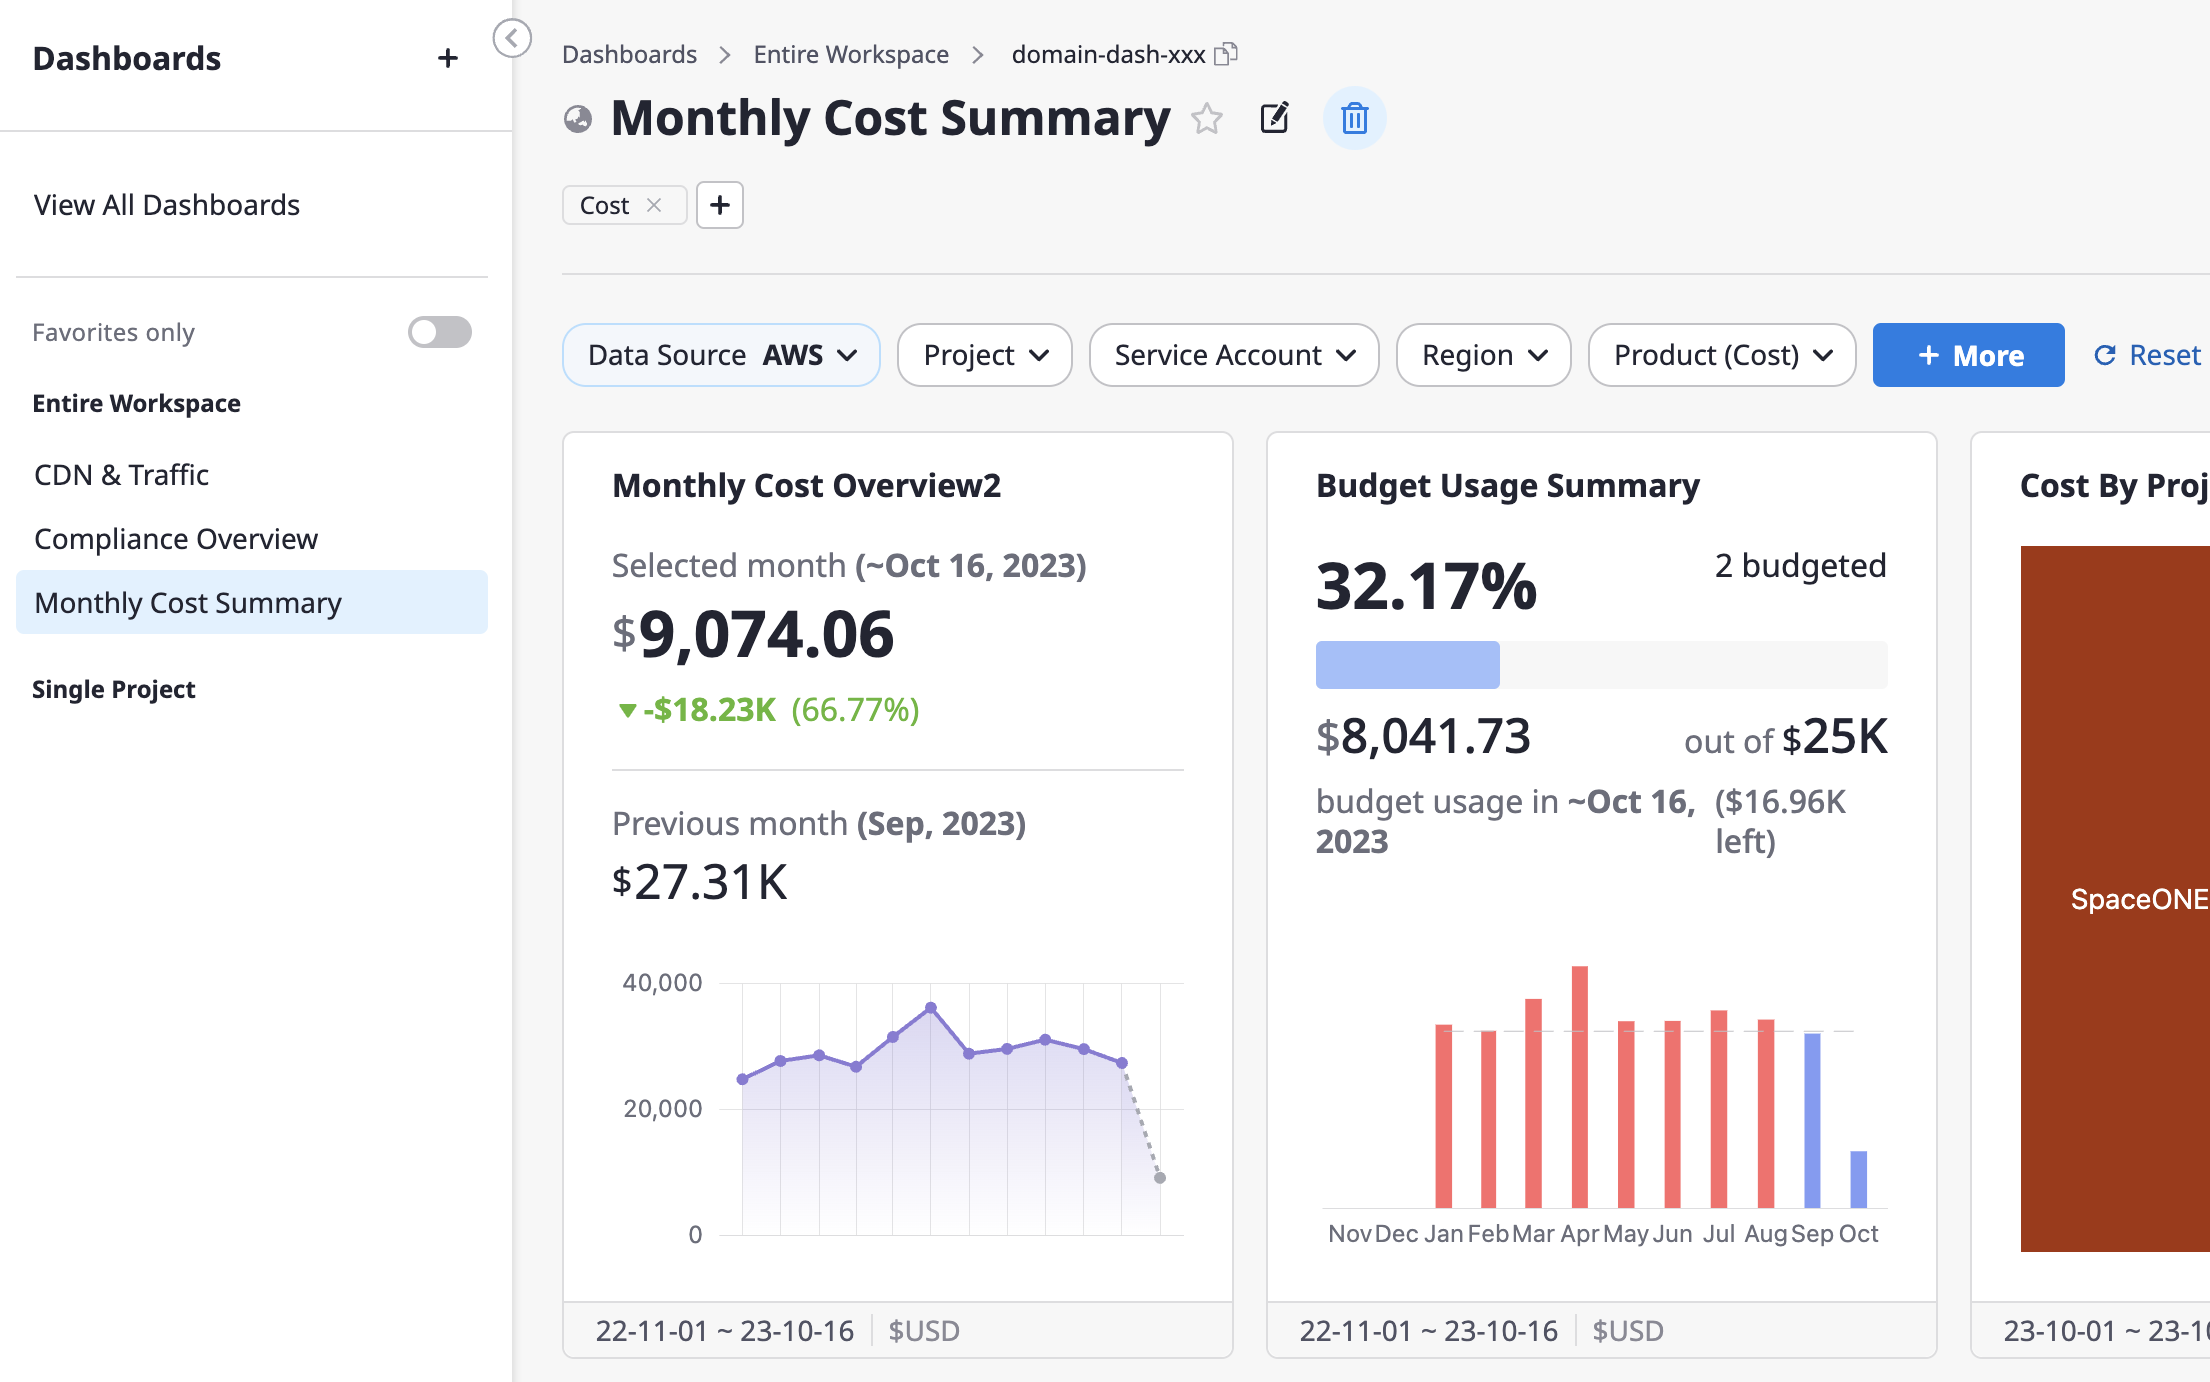 Dashboards
View All Dashboards
Favorites only
Entire Workspace
CDN & Traffic
Compliance Overview
Monthly Cost Summary
Single Project
Dashboards > Entire Workspace > domain-dash-xxx
Monthly Cost Summary
Cost
Data Source AWS
Project
Service Account
Region
Product (Cost)
+ More
Reset
Monthly Cost Overview2
Selected month (~Oct 16, 2023)
$9,074.06
-$18.23K (66.77%)
Previous month (Sep, 2023)
$27.31K
40,000
20,000
0
22-11-01 ~ 23-10-16 $USD
Budget Usage Summary
32.17% 2 budgeted
$8,041.73 out of $25K
budget usage in ~Oct 16, 2023
($16.96K left)
Nov Dec Jan Feb Mar Apr May Jun Jul Aug Sep Oct
22-11-01 ~ 23-10-16 $USD
Cost By Proj
SpaceONE
23-10-01 ~ 23-10